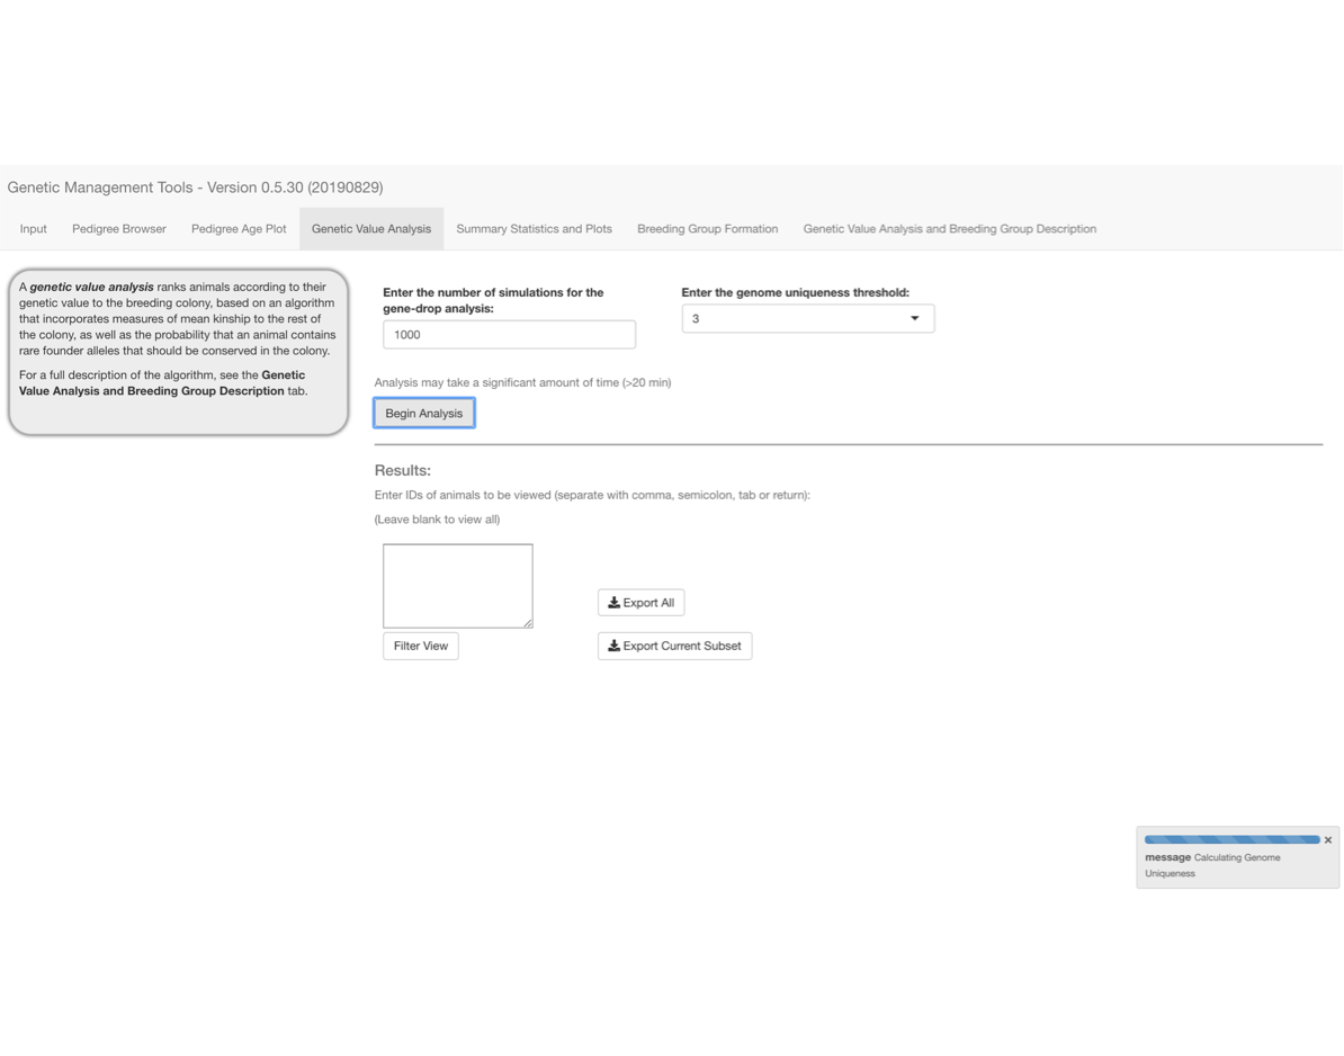 Genetic Management Tools - Version 0.5.30 (20190829)
Input Pedigree Browser Pedigree Age Plot Genetic Value Analysis Summary Statistics and Plots Breeding Group Formation Genetic Value Analysis and Breeding Group Description
A genetic value analysis ranks animals according to their
genetic value to the breeding colony, based on an algorithm
that incorporates measures of mean kinship to the rest of
the colony, as well as the probability that an animal contains
rare founder alleles that should be conserved in the colony.
For a full description of the algorithm, see the Genetic
Value Analysis and Breeding Group Description tab.
Enter the number of simulations for the
gene-drop analysis:
1000
Enter the genome uniqueness threshold:
3
Analysis may take a significant amount of time (>20 min)
Begin Analysis
Results:
Enter IDs of animals to be viewed (separate with comma, semicolon, tab or return):
(Leave blank to view all)
Export All
Filter View
Export Current Subset
message Calculating Genome
Uniqueness